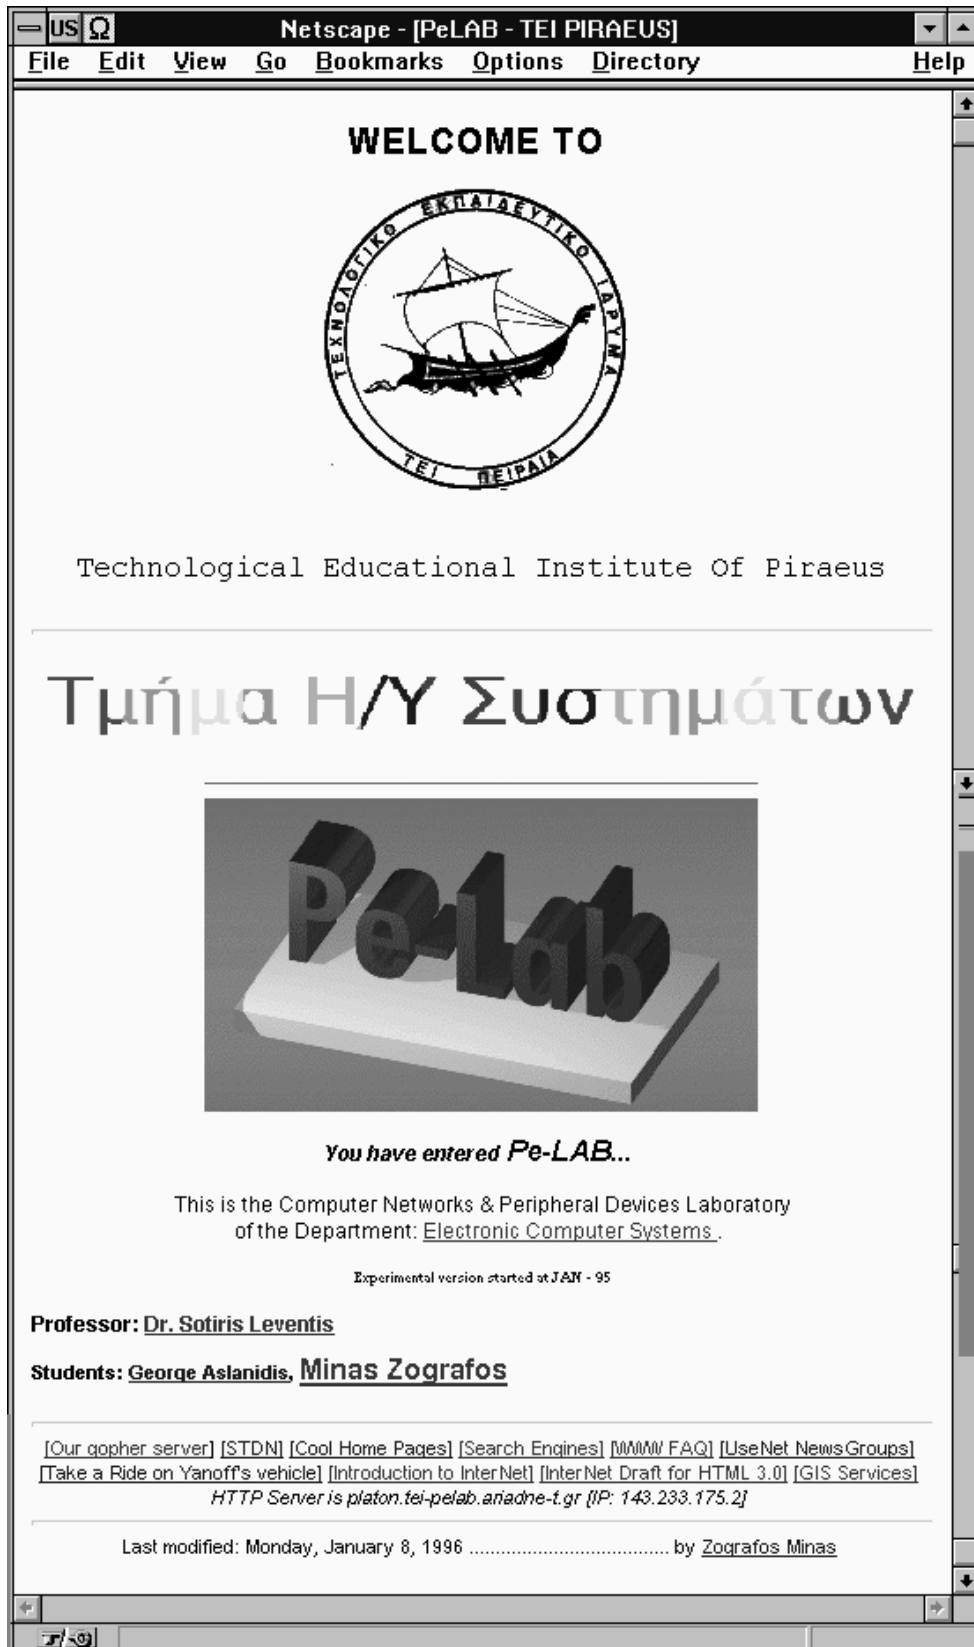 US Ω Netscape - [PeLAB - TEI PIRAEUS]
File Edit View Go Bookmarks Options Directory Help
WELCOME TO
ΤΕΧΝΟΛΟΓΙΚΟ ΕΚΠΑΙΔΕΥΤΙΚΟ ΙΔΡΥΜΑ
ΤΕΙ ΠΕΙΡΑΙΑ
Technological Educational Institute Of Piraeus
Τμήμα Η/Υ Συστημάτων
Pe-Lab
You have entered Pe-LAB...
This is the Computer Networks & Peripheral Devices Laboratory
of the Department: Electronic Computer Systems .
Experimental version started at JAN - 95
Professor: Dr. Sotiris Leventis
Students: George Aslanidis, Minas Zografos
[Our gopher server] [STDN] [Cool Home Pages] [Search Engines] [WWW FAQ] [UseNet NewsGroups]
[Take a Ride on Yanoff's vehicle] [Introduction to InterNet] [InterNet Draft for HTML 3.0] [GIS Services]
HTTP Server is platon.tei-pelab.ariadne-t.gr [IP: 143.233.175.2]
Last modified: Monday, January 8, 1996 ...................................... by Zografos Minas